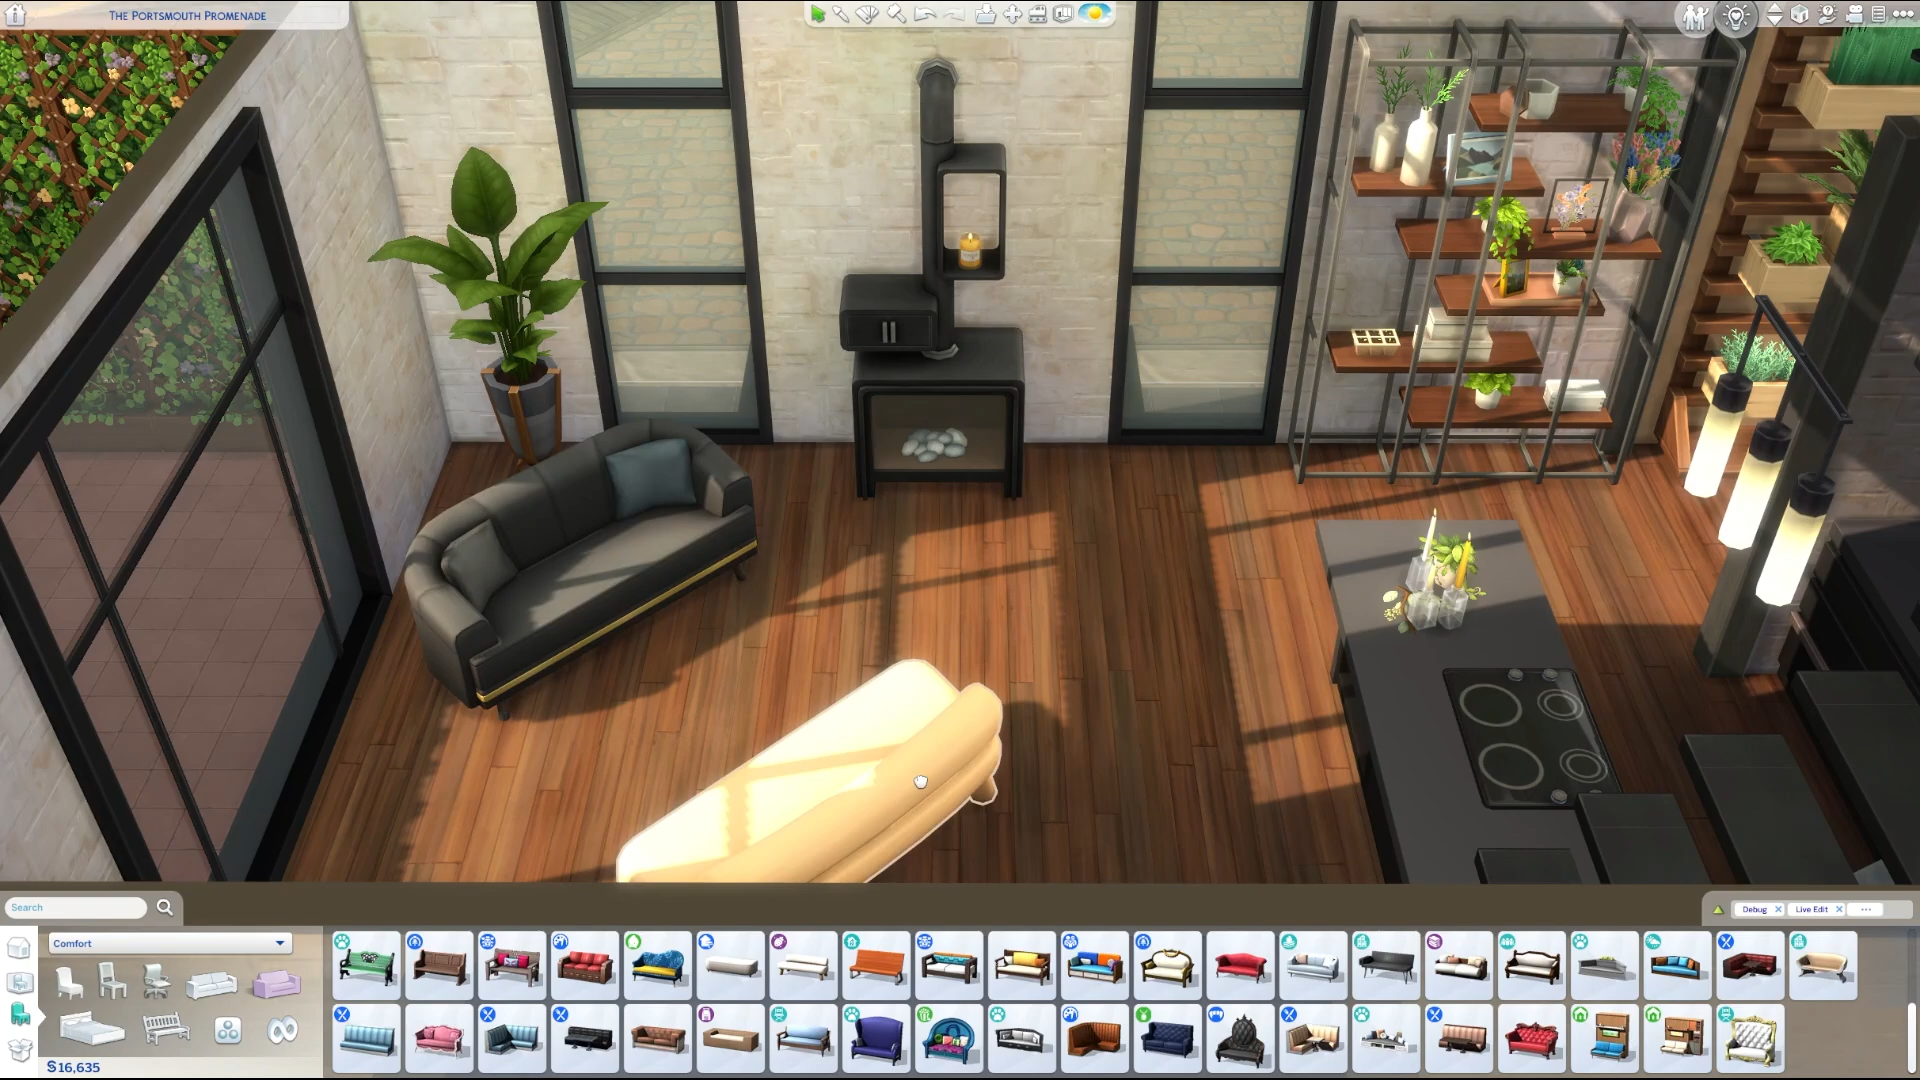 THE PORTSMOUTH PROMENADE
Search
Debug ×
Live Edit ×
...
Comfort
§16,635